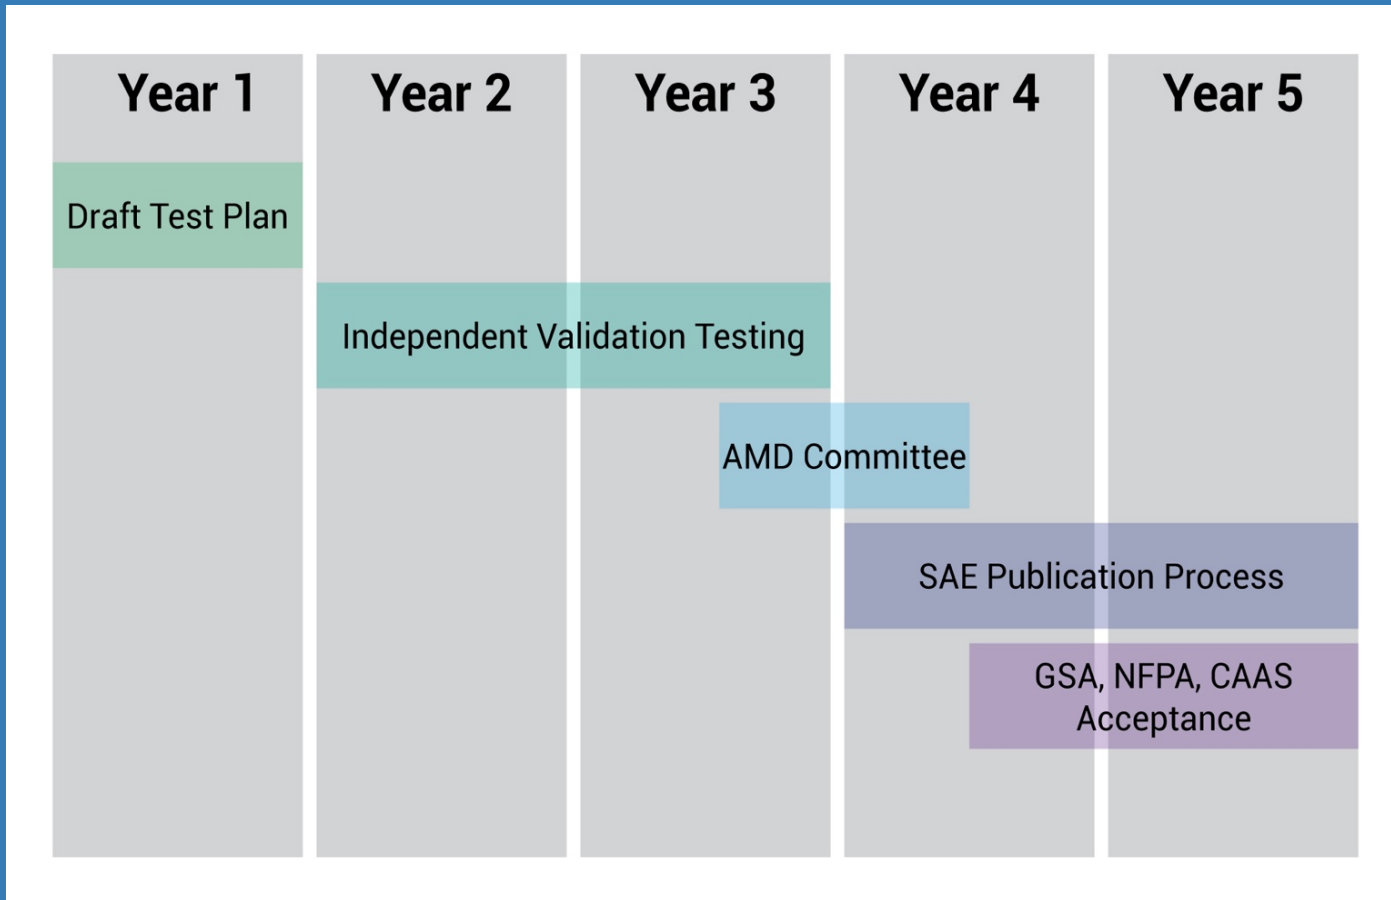 Year 1
Year 2
Year 3
Year 4
Year 5
Draft Test Plan
Independent Validation Testing
AMD Committee
SAE Publication Process
GSA, NFPA, CAAS
Acceptance